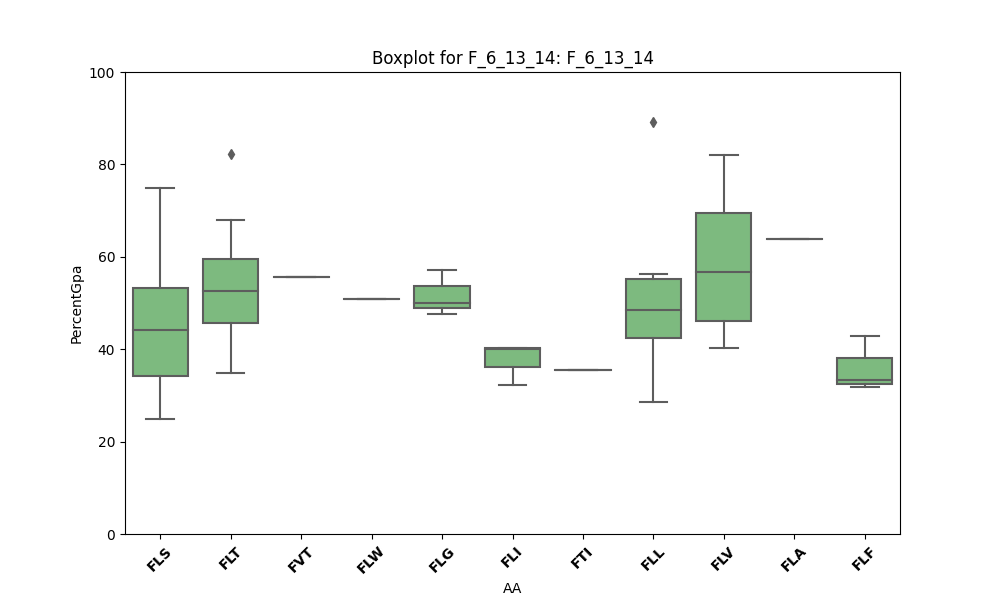 Boxplot for F_6_13_14: F_6_13_14
100
80
60
40
20
0
PercentGpa
FLS FLT FVT FLW FLG FLI FTI FLL FLV FLA FLF
AA